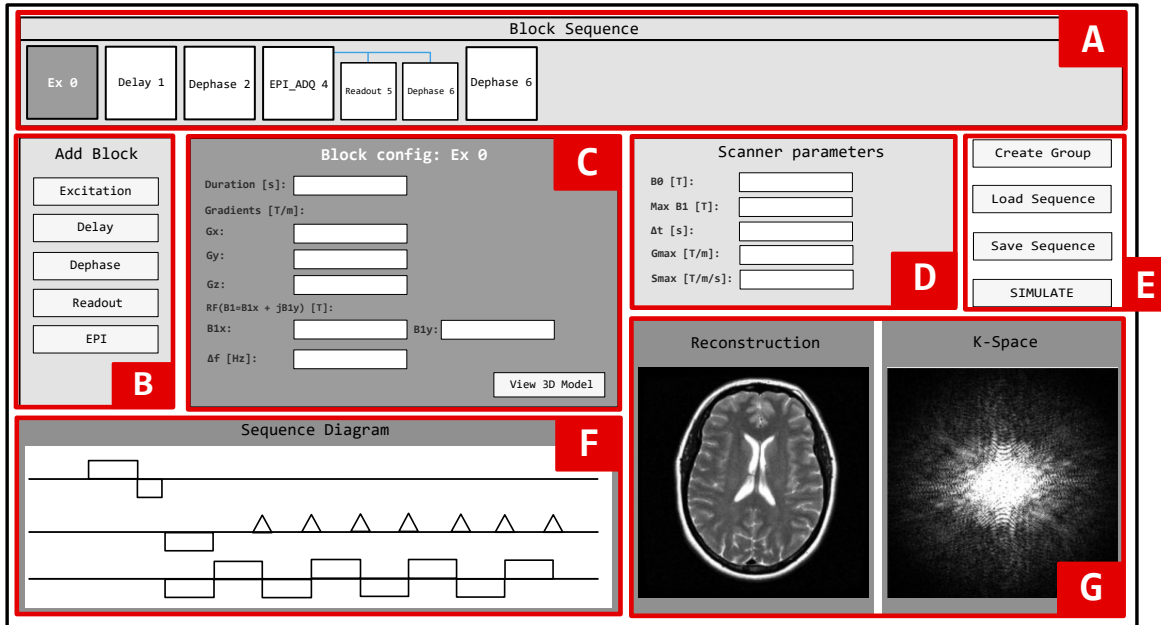 Block Sequence
A
Ex 0
Delay 1
Dephase 2
EPI_ADQ 4
Readout 5
Dephase 6
Dephase 6
Add Block
Excitation
Delay
Dephase
Readout
EPI
B
Block config: Ex 0
C
Duration [s]:
Gradients [T/m]:
Gx:
Gy:
Gz:
RF(B1=B1x + jB1y) [T]:
B1x:
B1y:
Δf [Hz]:
View 3D Model
Scanner parameters
B0 [T]:
Max B1 [T]:
Δt [s]:
Gmax [T/m]:
Smax [T/m/s]:
D
Create Group
Load Sequence
Save Sequence
SIMULATE
E
Sequence Diagram
F
Reconstruction
K-Space
G